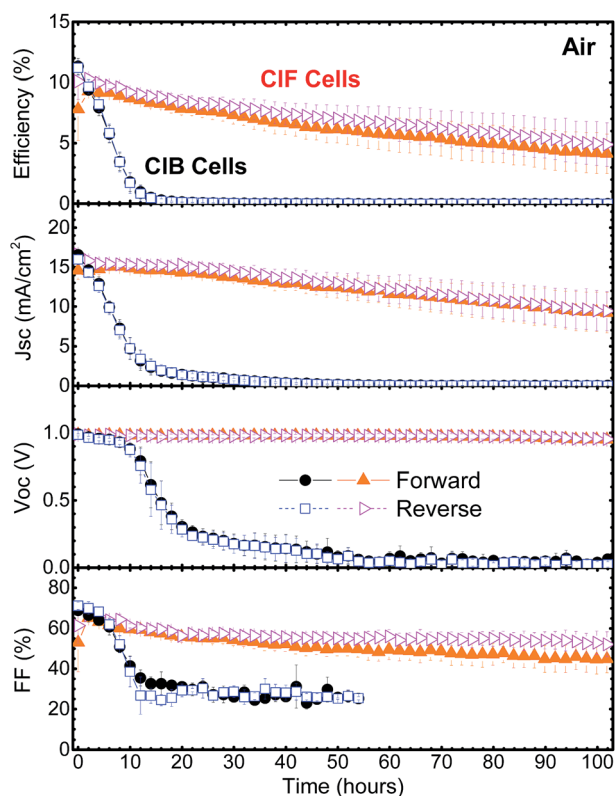 15
Air
CIF Cells
10
Efficiency (%)
5
CIB Cells
0
20
15
Jsc (mA/cm²)
10
5
0
1.0
Voc (V)
Forward
0.5
Reverse
0.0
80
60
FF (%)
40
20
0
0 10 20 30 40 50 60 70 80 90 100
Time (hours)